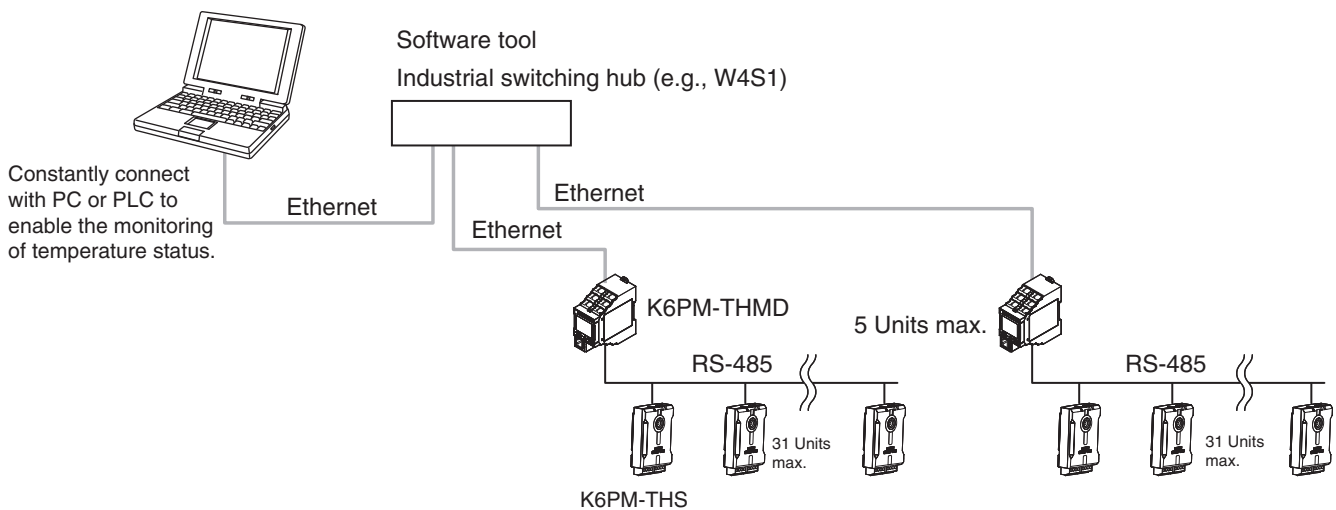 Software tool
Industrial switching hub (e.g., W4S1)
Constantly connect
with PC or PLC to
enable the monitoring
of temperature status.
Ethernet
Ethernet
Ethernet
K6PM-THMD
5 Units max.
RS-485
RS-485
31 Units
max.
31 Units
max.
K6PM-THS